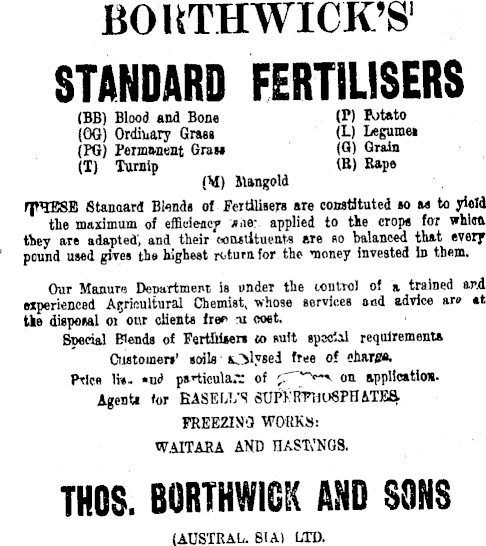 BORTHWICK'S
STANDARD FERTILISERS
(BB) Blood and Bone (P) Potato
(OG) Ordinary Grass (L) Legumes
(PG) Permanent Grass (G) Grain
(T) Turnip (R) Rape
(M) Mangold
THESE Standard Blends of Fertilisers are constituted so as to yield
the maximum of efficiency when applied to the crops for which
they are adapted, and their constituents are so balanced that every
pound used gives the highest return for the money invested in them.
Our Manure Department is under the control of a trained and
experienced Agricultural Chemist, whose services and advice are at
the disposal of our clients free of cost.
Special Blends of Fertilisers to suit special requirements
Customers' soils analysed free of charge.
Price list and particulars of on application.
Agents for HASELL'S SUPERPHOSPHATES.
FREEZING WORKS:
WAITARA AND HASTINGS.
THOS. BORTHWICK AND SONS
(AUSTRALASIA) LTD.